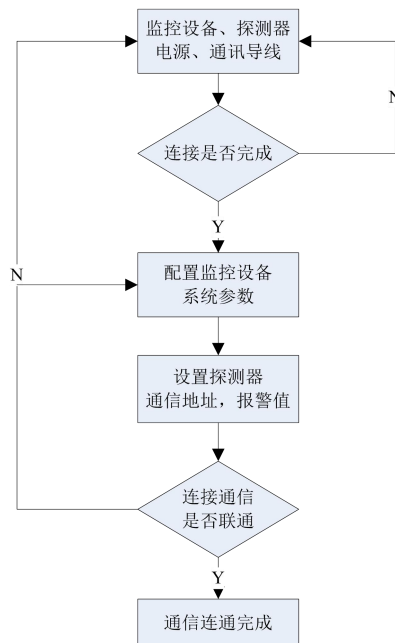 监控设备、探测器
电源、通讯导线
N
连接是否完成
Y
N
配置监控设备
系统参数
设置探测器
通信地址，报警值
连接通信
是否联通
Y
通信连通完成